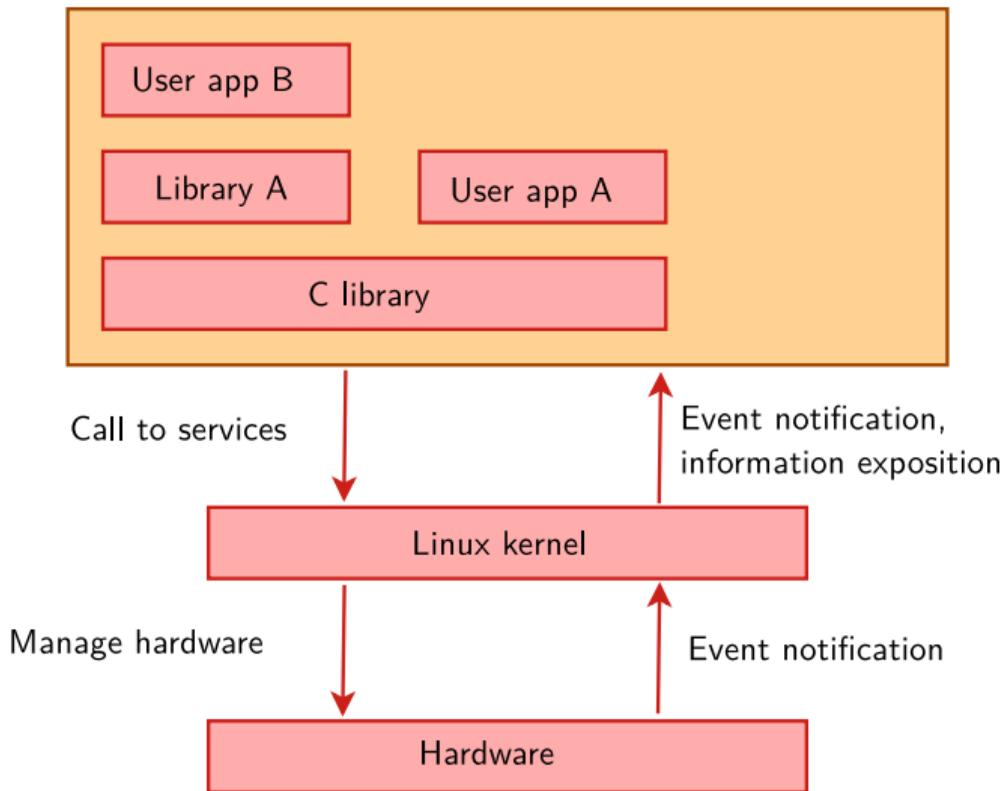 User app B
Library A
User app A
C library
Call to services
Event notification,
information exposition
Linux kernel
Manage hardware
Event notification
Hardware